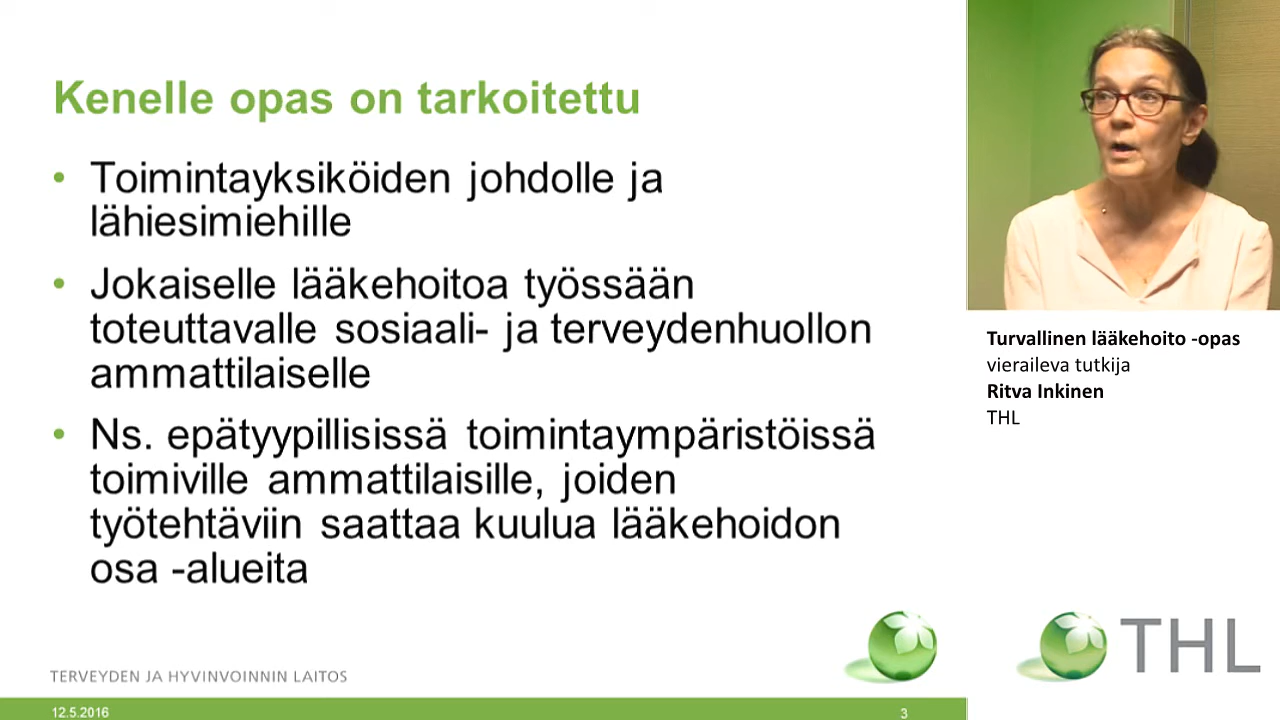 Kenelle opas on tarkoitettu
• Toimintayksiköiden johdolle ja
lähiesimiehille
• Jokaiselle lääkehoitoa työssään
toteuttavalle sosiaali- ja terveydenhuollon
ammattilaiselle
• Ns. epätyypillisissä toimintaympäristöissä
toimiville ammattilaisille, joiden
työtehtäviin saattaa kuulua lääkehoidon
osa -alueita
TERVEYDEN JA HYVINVOINNIN LAITOS
12.5.2016
3
Turvallinen lääkehoito -opas
vieraileva tutkija
Ritva Inkinen
THL
THL